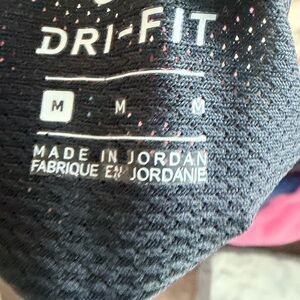 DRI-FIT
M M M
MADE IN JORDAN
FABRIQUE EN JORDANIE